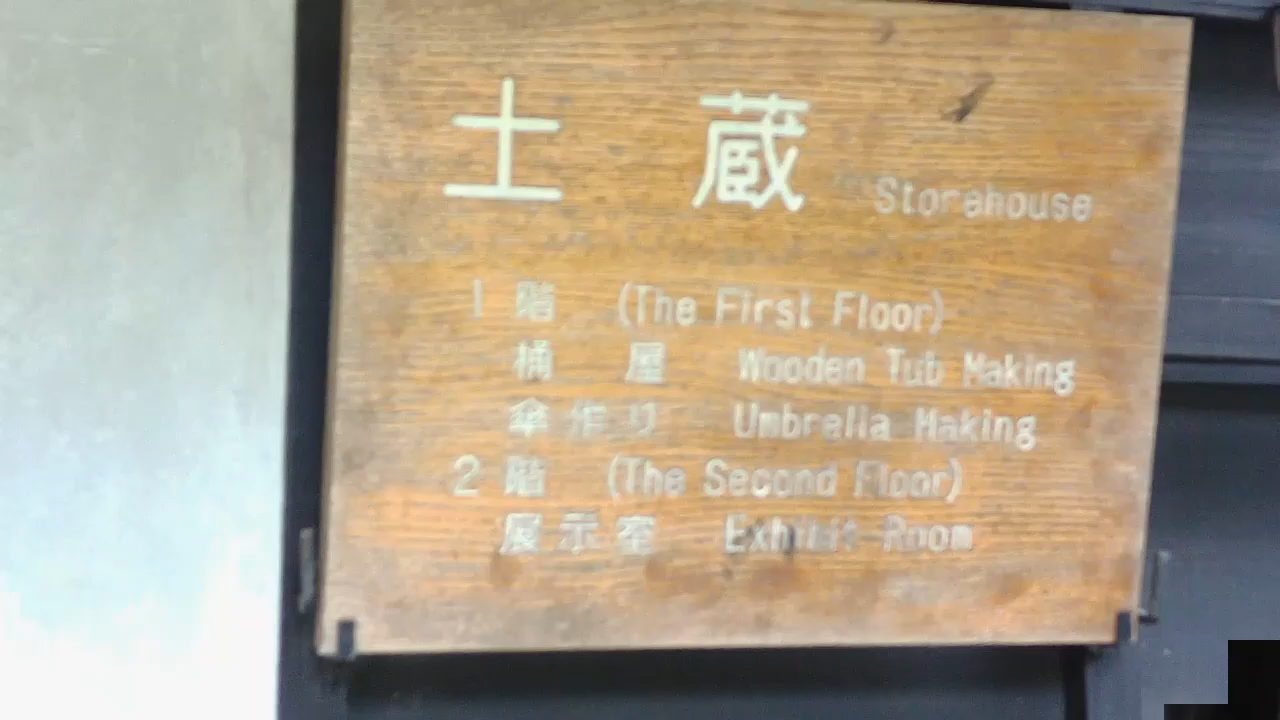 土蔵 Storehouse
1階 (The First Floor)
桶屋 Wooden Tub Making
傘作り Umbrella Making
2階 (The Second Floor)
展示室 Exhibit Room